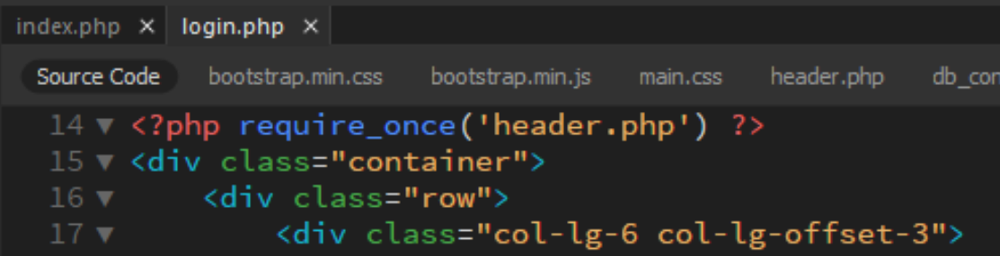 index.php × login.php ×
Source Code bootstrap.min.css bootstrap.min.js main.css header.php db_con
14 ▼ <?php require_once('header.php') ?>
15 ▼ <div class="container">
16 ▼ <div class="row">
17 ▼ <div class="col-lg-6 col-lg-offset-3">